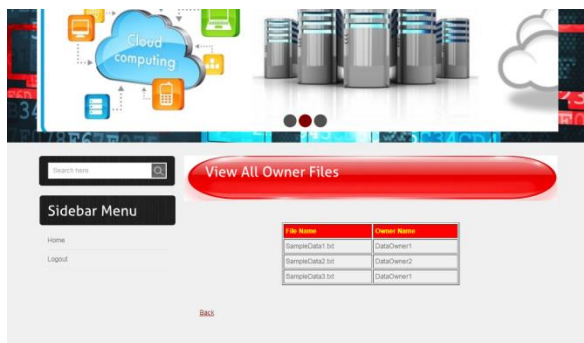 Cloud
computing
Search here
View All Owner Files
Sidebar Menu
Home
Logout
File Name Owner Name
SampleData1.txt DataOwner1
SampleData2.txt DataOwner2
SampleData3.txt DataOwner1
Back